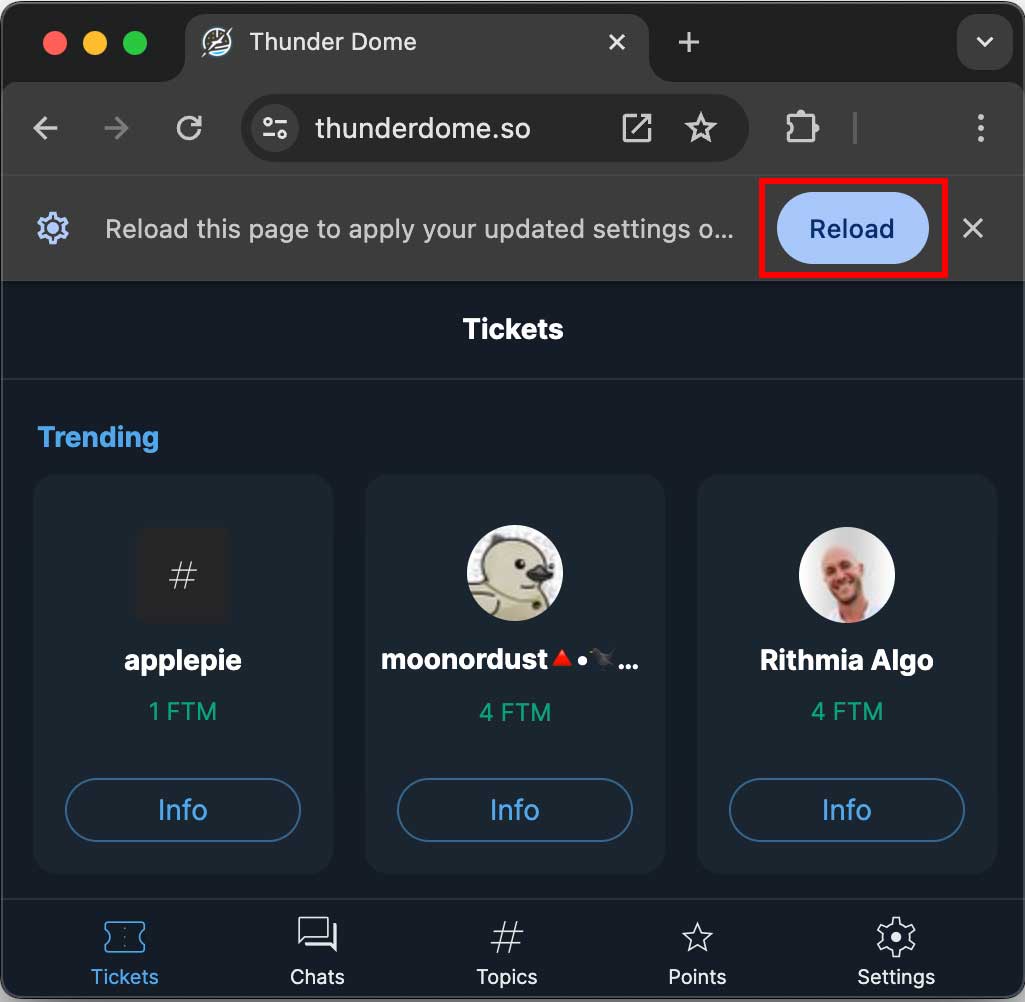 Thunder Dome
thunderdome.so
Reload this page to apply your updated settings o...
Reload
Tickets
Trending
#
applepie
1 FTM
Info
moonordust🔺•🐦‍⬛...
4 FTM
Info
Rithmia Algo
4 FTM
Info
Tickets
Chats
Topics
Points
Settings